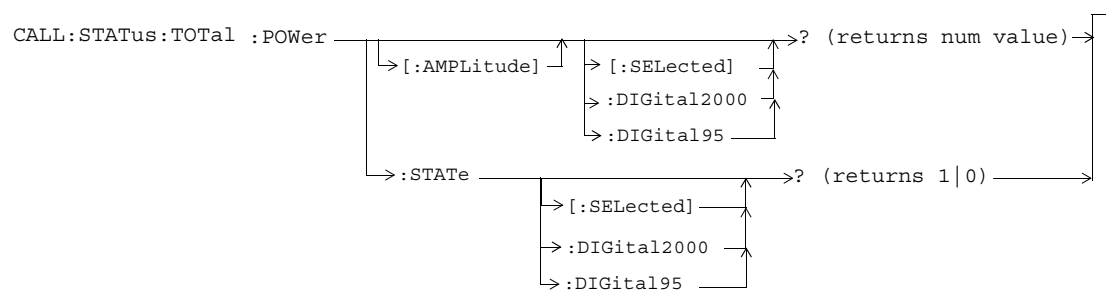 CALL:STATus:TOTal :POWer ? (returns num value)
[:AMPLitude] [:SELected]
:DIGital2000
:DIGital95
:STATe ? (returns 1|0)
[:SELected]
:DIGital2000
:DIGital95